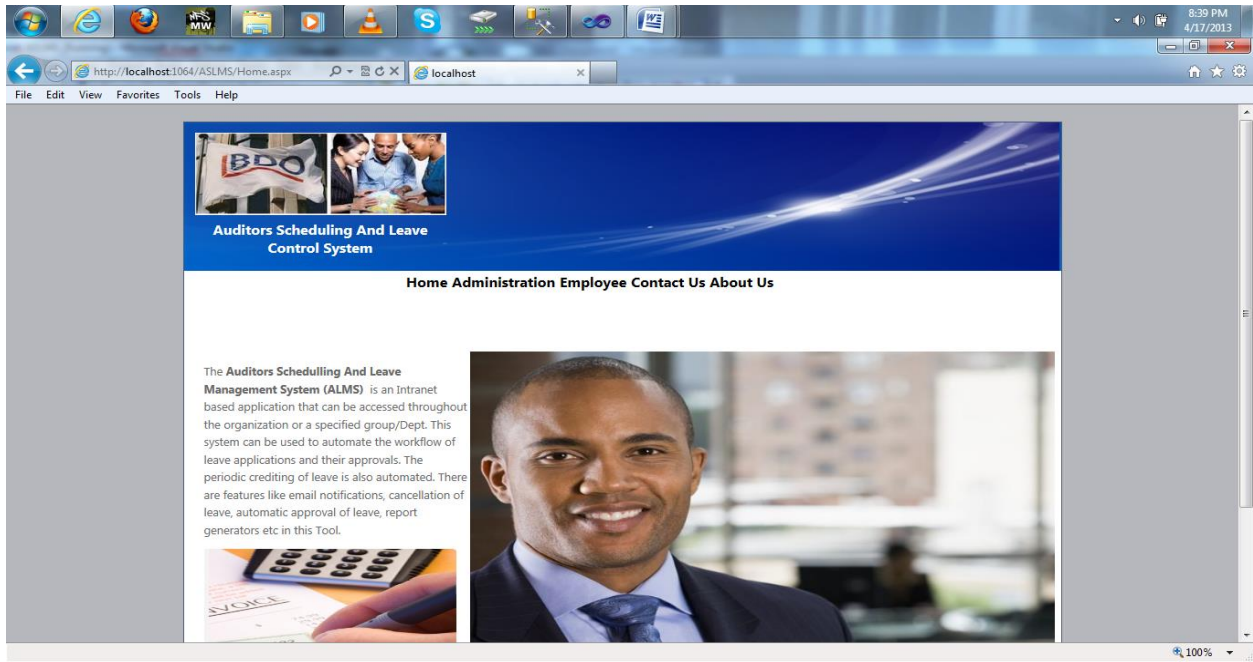 NFS
MW
8:39 PM
4/17/2013
http://localhost:1064/ASLMS/Home.aspx
localhost
File Edit View Favorites Tools Help
BDO
Auditors Scheduling And Leave
Control System
Home Administration Employee Contact Us About Us
The Auditors Schedulling And Leave
Management System (ALMS) is an Intranet
based application that can be accessed throughout
the organization or a specified group/Dept. This
system can be used to automate the workflow of
leave applications and their approvals. The
periodic crediting of leave is also automated. There
are features like email notifications, cancellation of
leave, automatic approval of leave, report
generators etc in this Tool.
INVOICE
100%